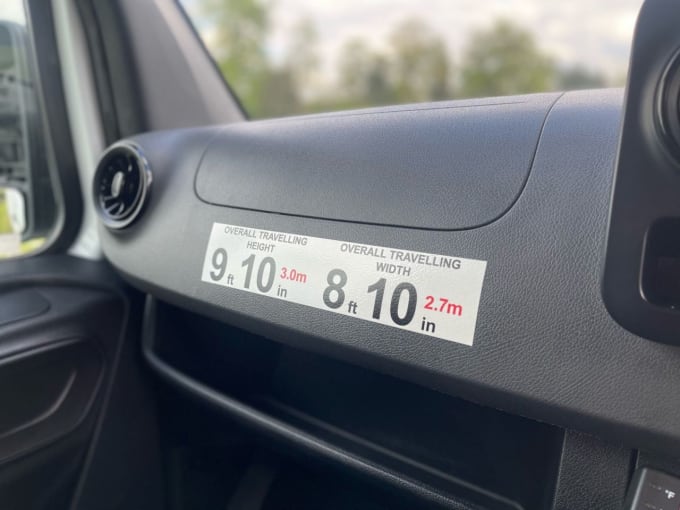 OVERALL TRAVELLING
HEIGHT
9 ft 10 in 3.0m
OVERALL TRAVELLING
WIDTH
8 ft 10 in 2.7m
°F